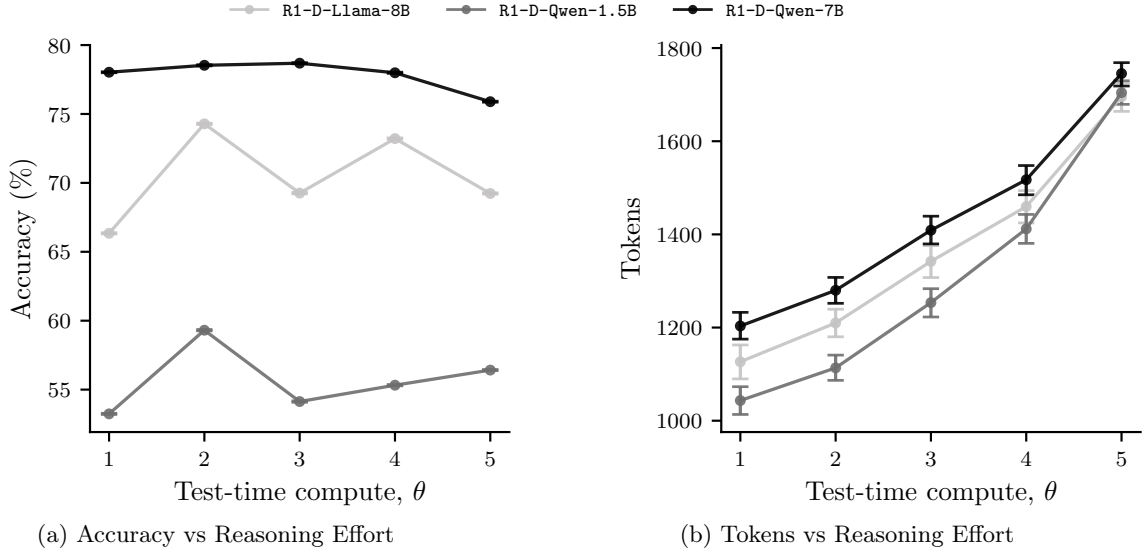 R1-D-Llama-8B R1-D-Qwen-1.5B R1-D-Qwen-7B
80
75
70
65
60
55
Accuracy (%)
1 2 3 4 5
Test-time compute, θ
(a) Accuracy vs Reasoning Effort
1800
1600
1400
1200
1000
Tokens
1 2 3 4 5
Test-time compute, θ
(b) Tokens vs Reasoning Effort